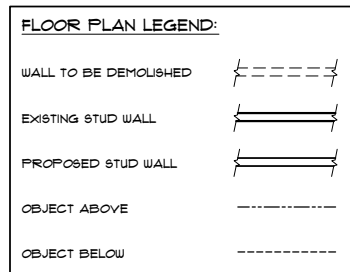 FLOOR PLAN LEGEND:
WALL TO BE DEMOLISHED
EXISTING STUD WALL
PROPOSED STUD WALL
OBJECT ABOVE
OBJECT BELOW